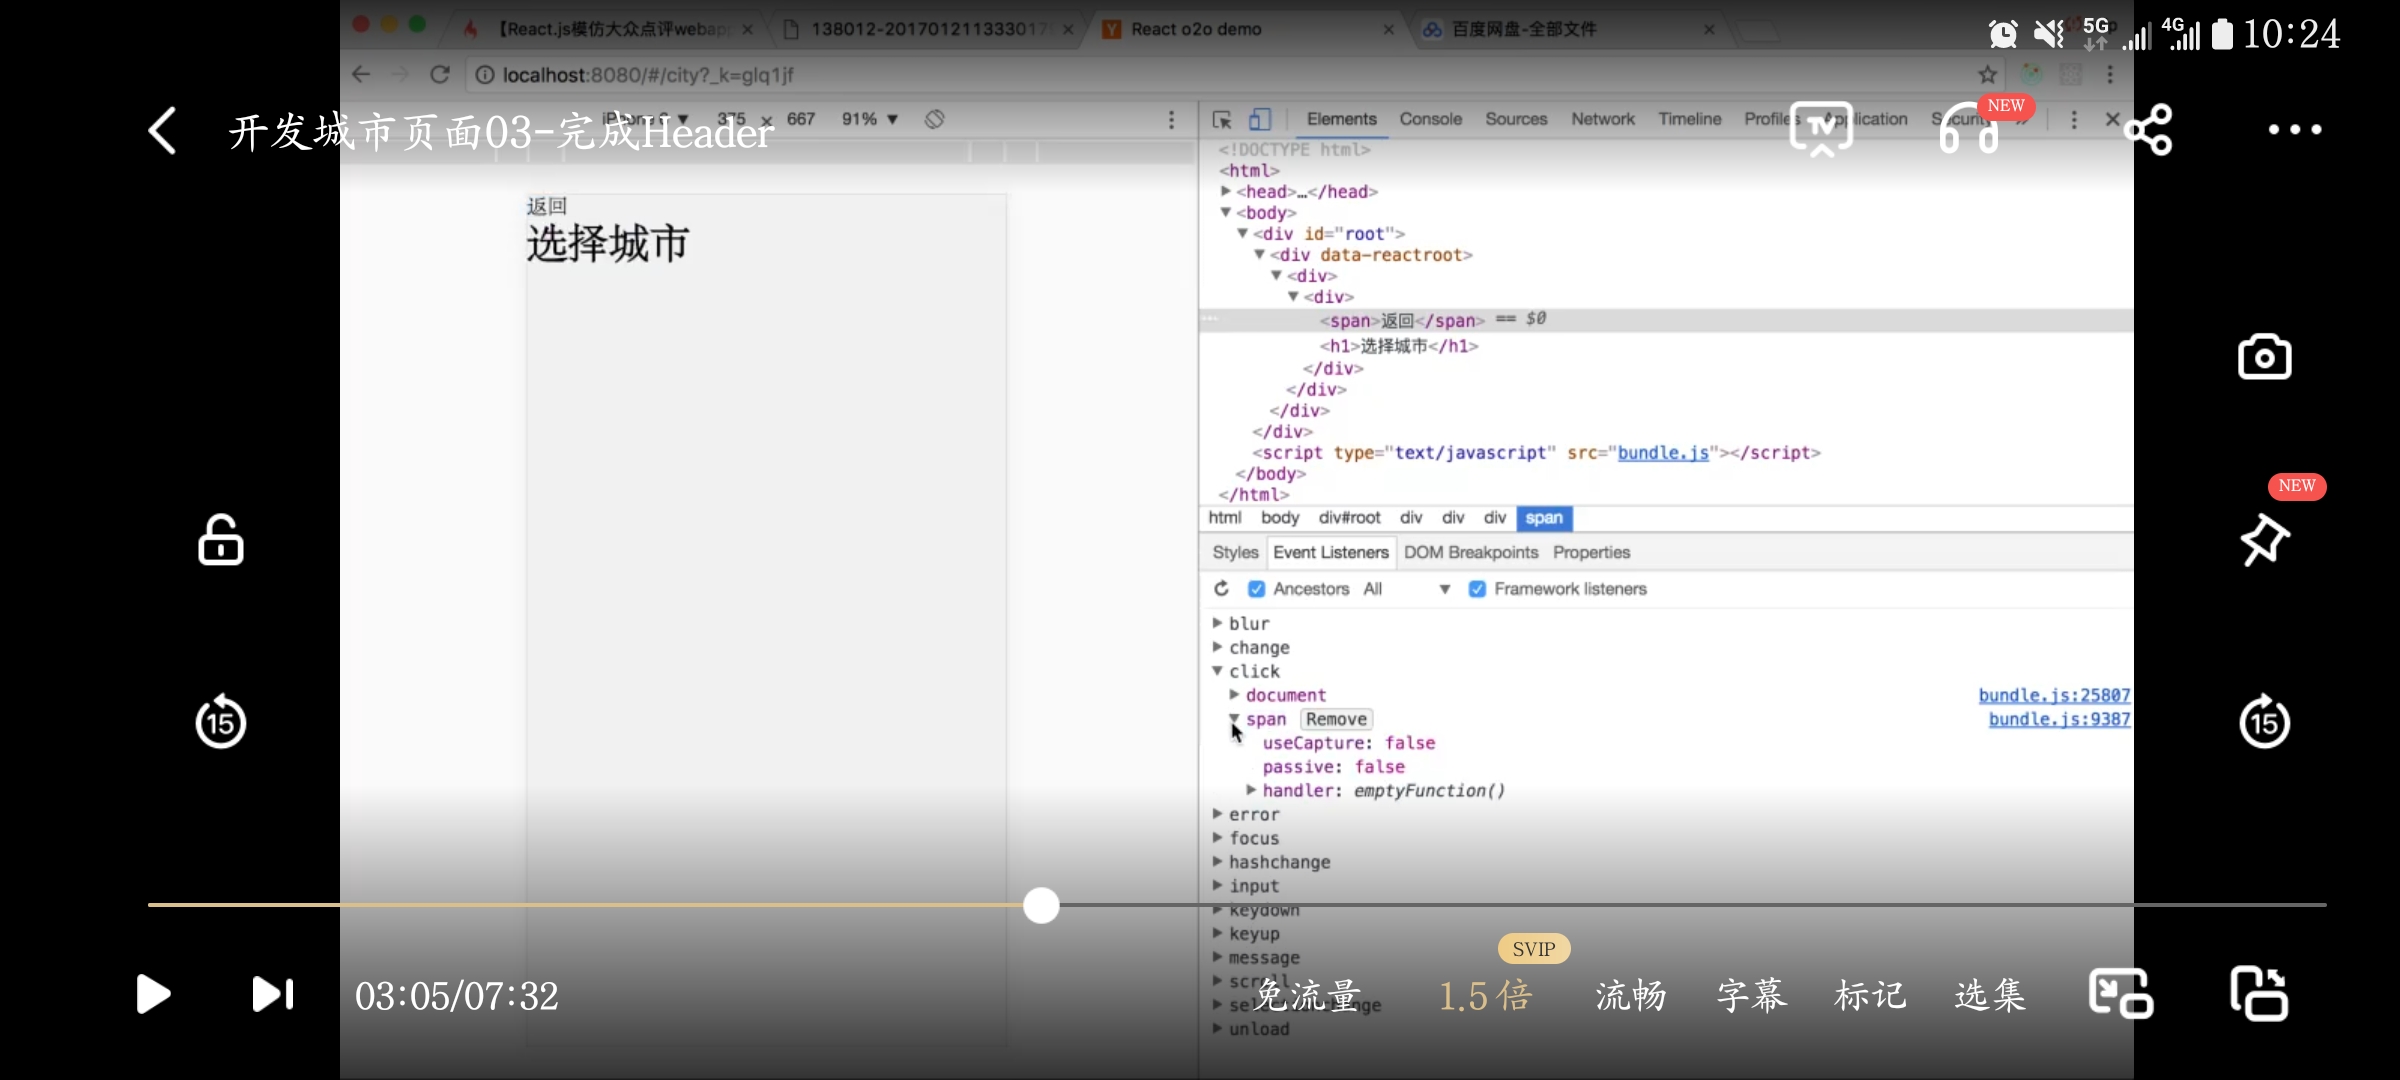 【React.js模仿大众点评webap
138012-20170121133301
React o2o demo
百度网盘-全部文件
5G
4G
10:24
localhost:8080/#/city?_k=glq1jf
开发城市页面03-完成Header
375 × 667 91%
Elements Console Sources Network Timeline Profiles Application
TV
NEW
<!DOCTYPE html>
<html>
<head>…</head>
<body>
<div id="root">
<div data-reactroot>
<div>
<div>
<span>返回</span> == $0
<h1>选择城市</h1>
</div>
</div>
</div>
</div>
<script type="text/javascript" src="bundle.js"></script>
</body>
</html>
返回
选择城市
html body div#root div div div span
NEW
Styles Event Listeners DOM Breakpoints Properties
Ancestors All Framework listeners
blur
change
click
document bundle.js:25807
span Remove bundle.js:9387
useCapture: false
passive: false
handler: emptyFunction()
error
focus
hashchange
input
keydown
keyup
message
scroll
unload
15
15
03:05/07:32
SVIP
免流量 1.5倍 流畅 字幕 标记 选集